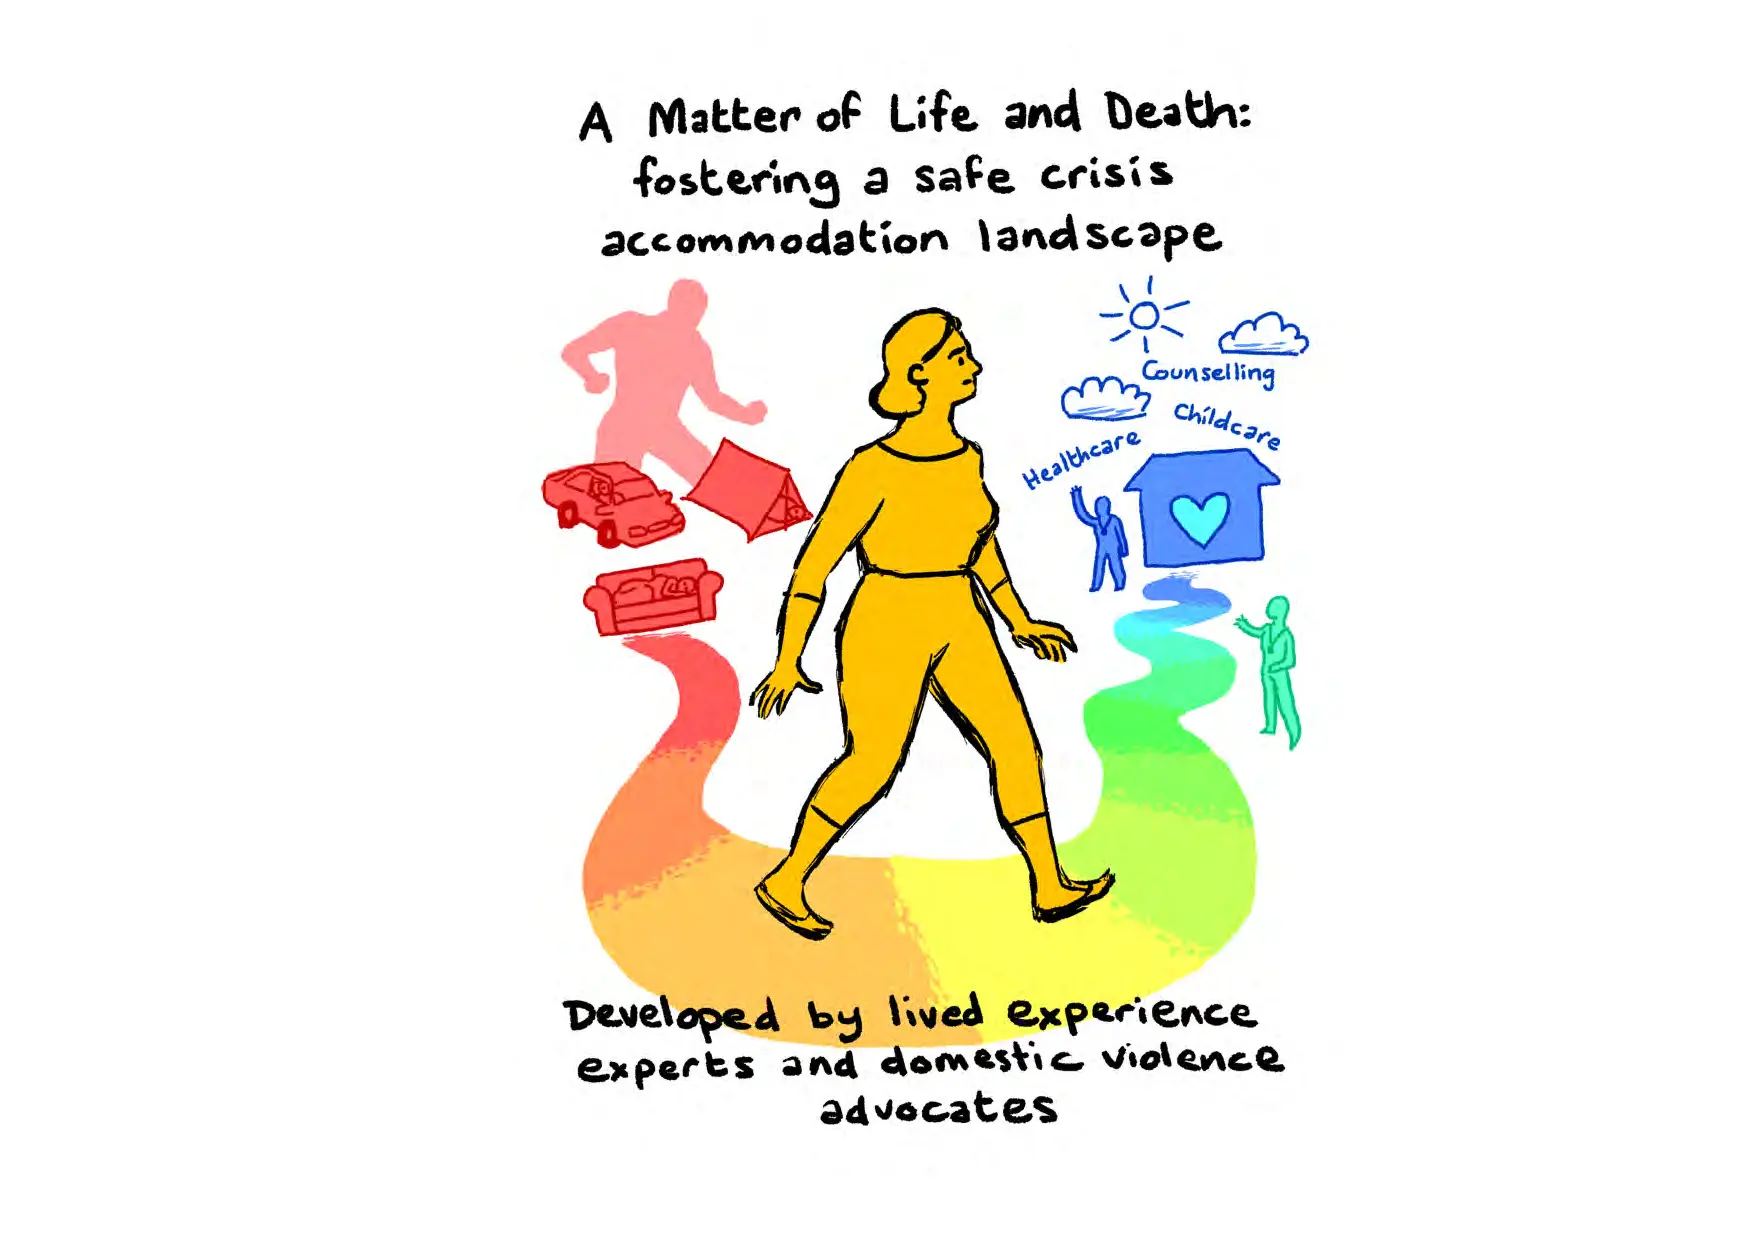 A Matter of Life and Death:
fostering a safe crisis
accommodation landscape
Counselling
Childcare
Healthcare
Developed by lived experience
experts and domestic violence
advocates